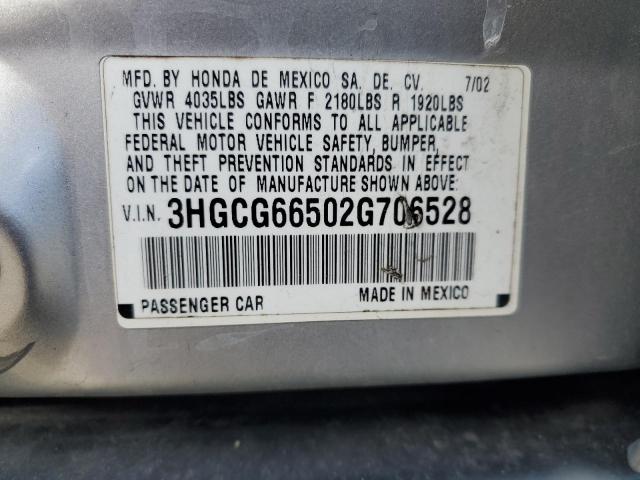 MFD. BY HONDA DE MEXICO SA. DE. CV. 7/02
GVWR 4035LBS GAWR F 2180LBS R 1920LBS
THIS VEHICLE CONFORMS TO ALL APPLICABLE
FEDERAL MOTOR VEHICLE SAFETY, BUMPER,
AND THEFT PREVENTION STANDARDS IN EFFECT
ON THE DATE OF MANUFACTURE SHOWN ABOVE:
V.I.N. 3HGCG66502G706528
PASSENGER CAR MADE IN MEXICO